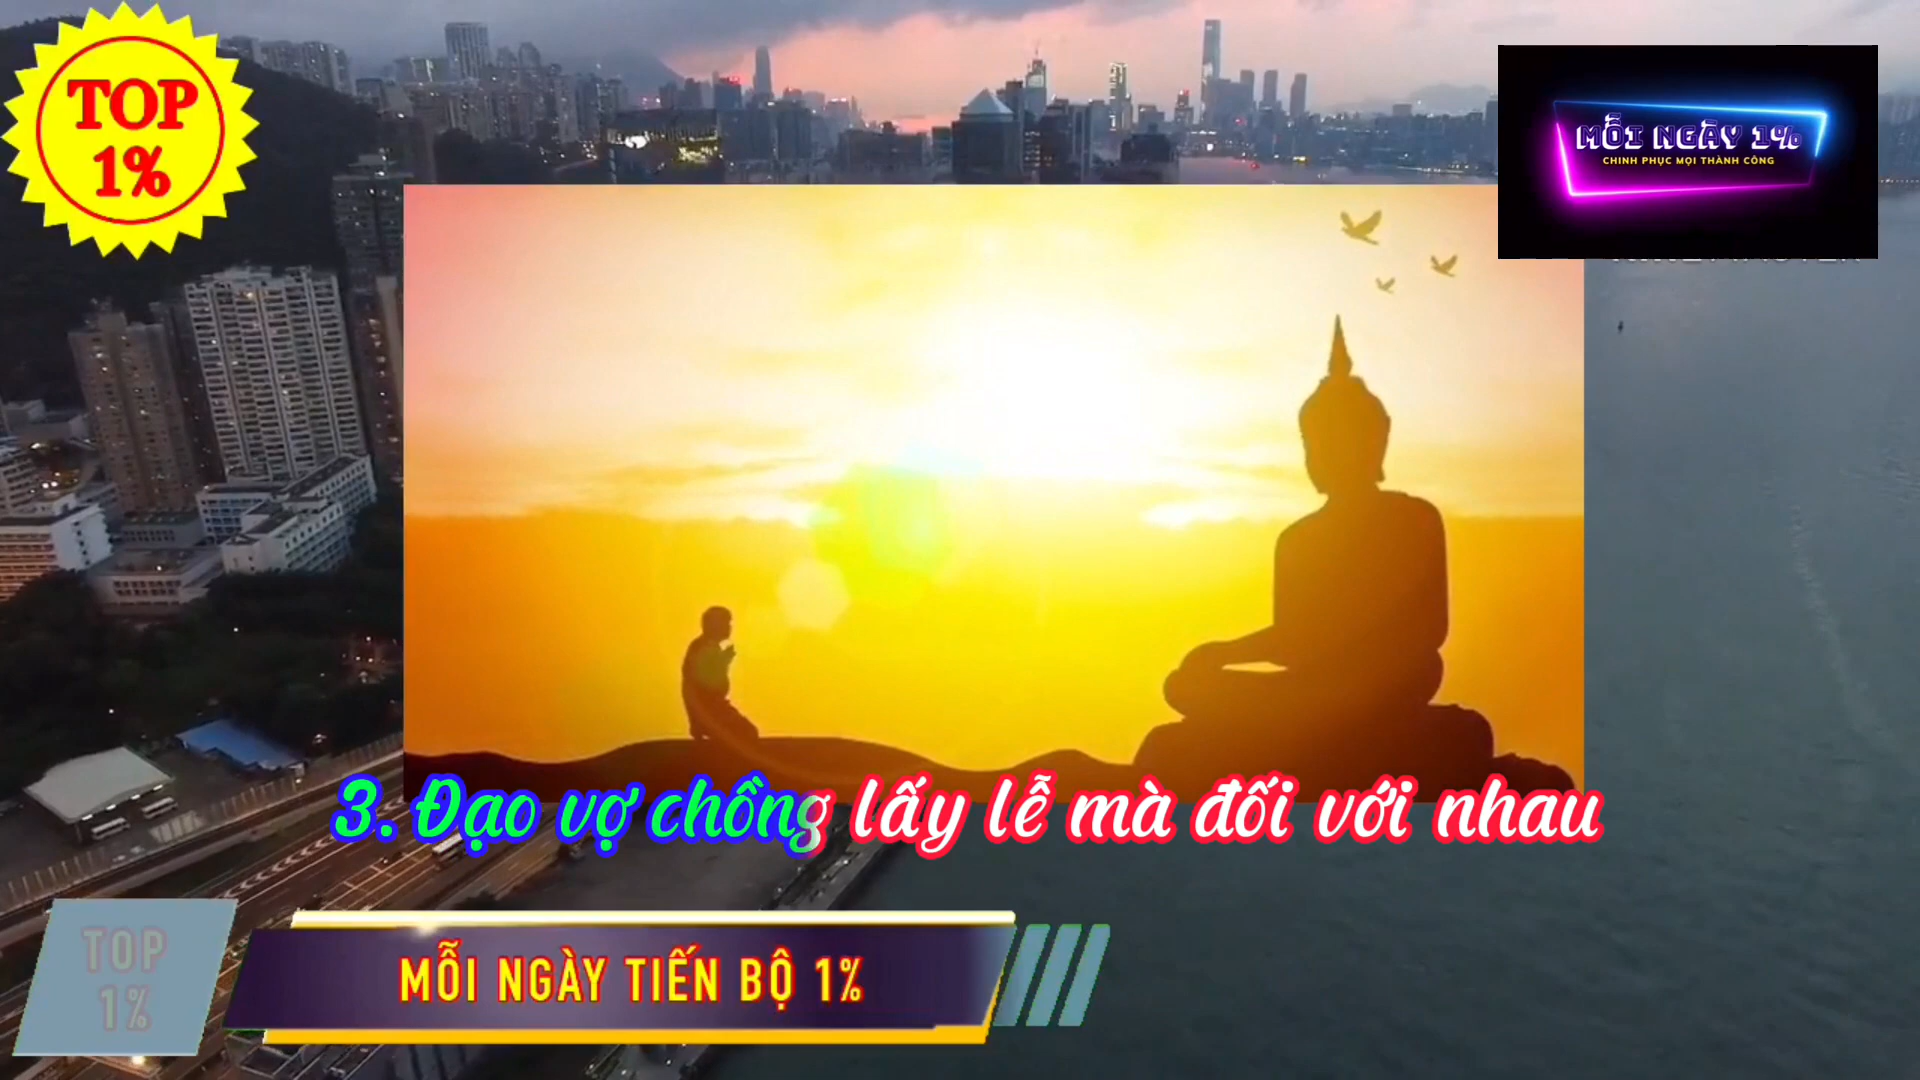 TOP
1%
MỖI NGÀY 1%
CHINH PHỤC MỌI THÀNH CÔNG
3. Đạo vợ chồng lấy lễ mà đối với nhau
TOP
1%
MỖI NGÀY TIẾN BỘ 1%